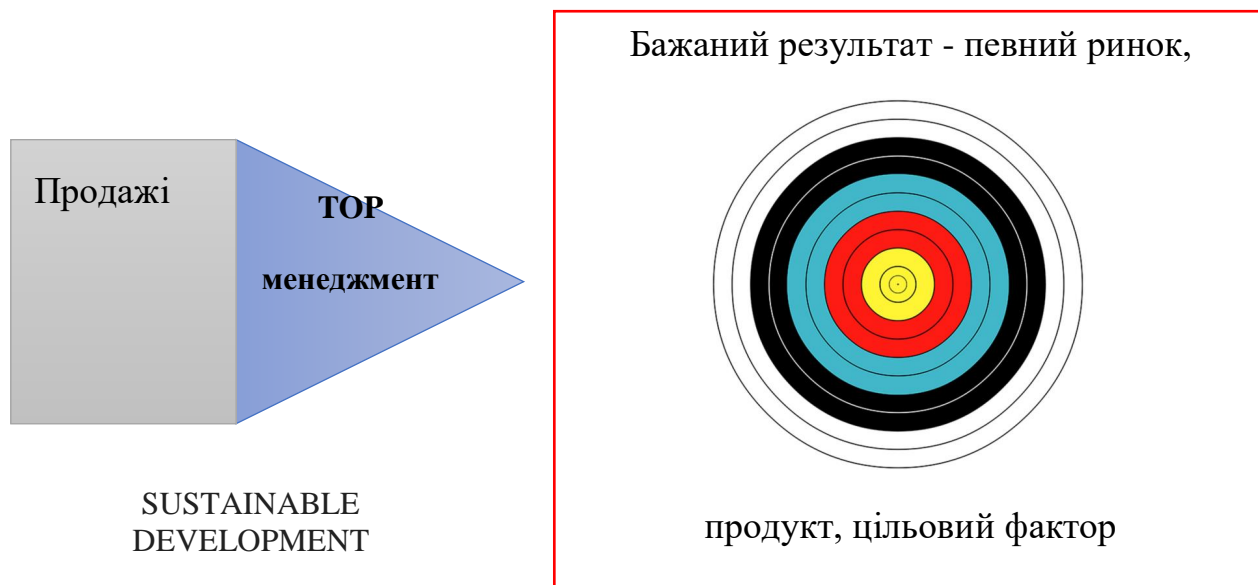 Бажаний результат - певний ринок,
Продажі
ТОР
менеджмент
SUSTAINABLE
DEVELOPMENT
продукт, цільовий фактор